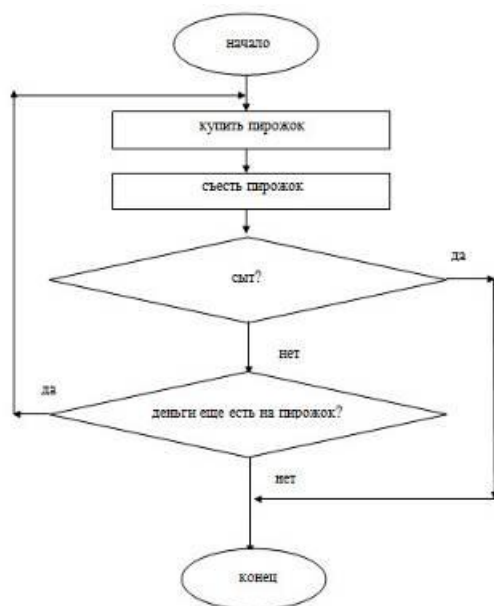 начало
купить пирожок
съесть пирожок
сыт?
да
нет
да
деньги еще есть на пирожок?
нет
конец